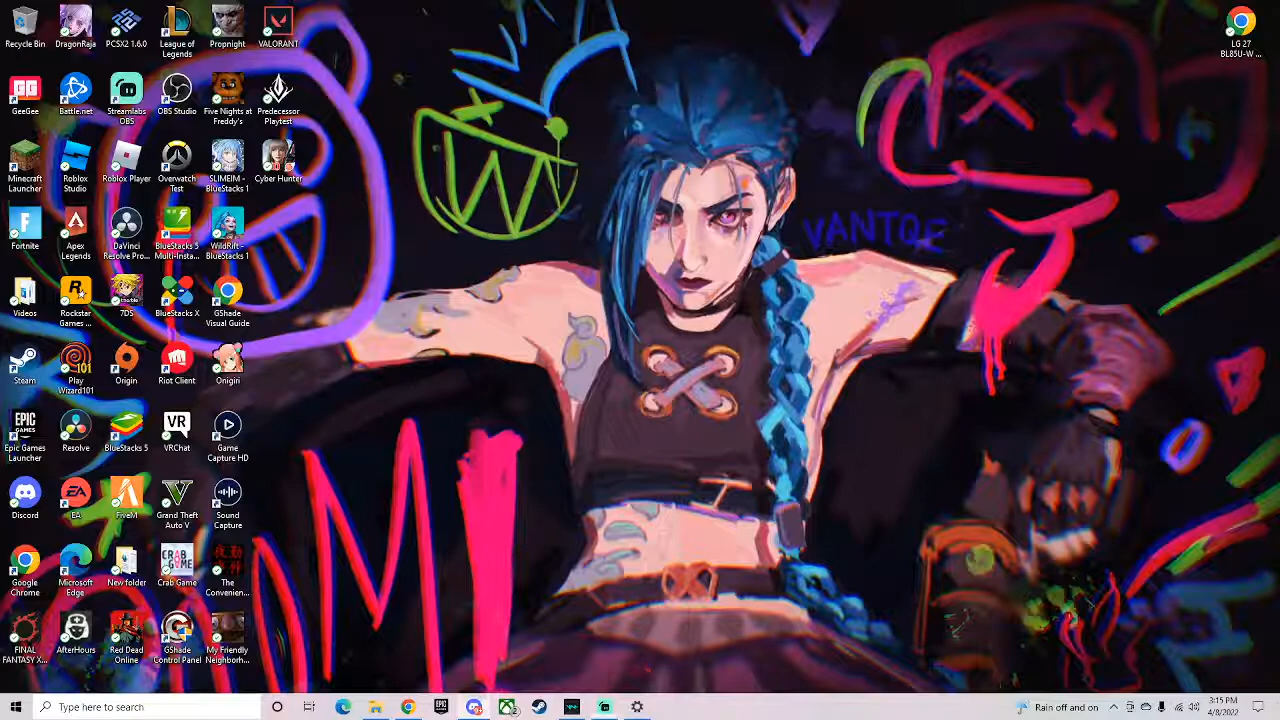 Recycle Bin
DragonRaja
PCSX2 1.6.0
League of
Legends
Propnight
VALORANT
LG 27
BL85U-W ...
GeeGee
Battle.net
Streamlabs
OBS
OBS Studio
Five Nights at
Freddy's
Predecessor
Playtest
Minecraft
Launcher
Roblox
Studio
Roblox Player
Overwatch
Test
SLIMEIM -
BlueStacks 1
Cyber Hunter
Fortnite
Apex
Legends
DaVinci
Resolve Pro...
BlueStacks 5
Multi-Insta...
WildRift -
BlueStacks 1
Videos
Rockstar
Games ...
7DS
BlueStacks X
GShade
Visual Guide
Steam
Play
Wizard101
Origin
Riot Client
Onigiri
EPIC
GAMES
Epic Games
Launcher
Resolve
BlueStacks 5
VR
VRChat
Game
Capture HD
Discord
EA
EA
FiveM
Grand Theft
Auto V
Sound
Capture
Google
Chrome
Microsoft
Edge
New folder
CRAB
GAME
Crab Game
The
Convenien...
FINAL
FANTASY X...
AfterHours
Red Dead
Online
GShade
Control Panel
My Friendly
Neighborh...
Type here to search
Rain off and on
3:15 PM
4/8/2022